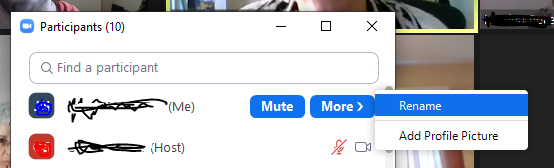 Participants (10)
Find a participant
(Me) Mute More > Rename
Add Profile Picture
(Host)